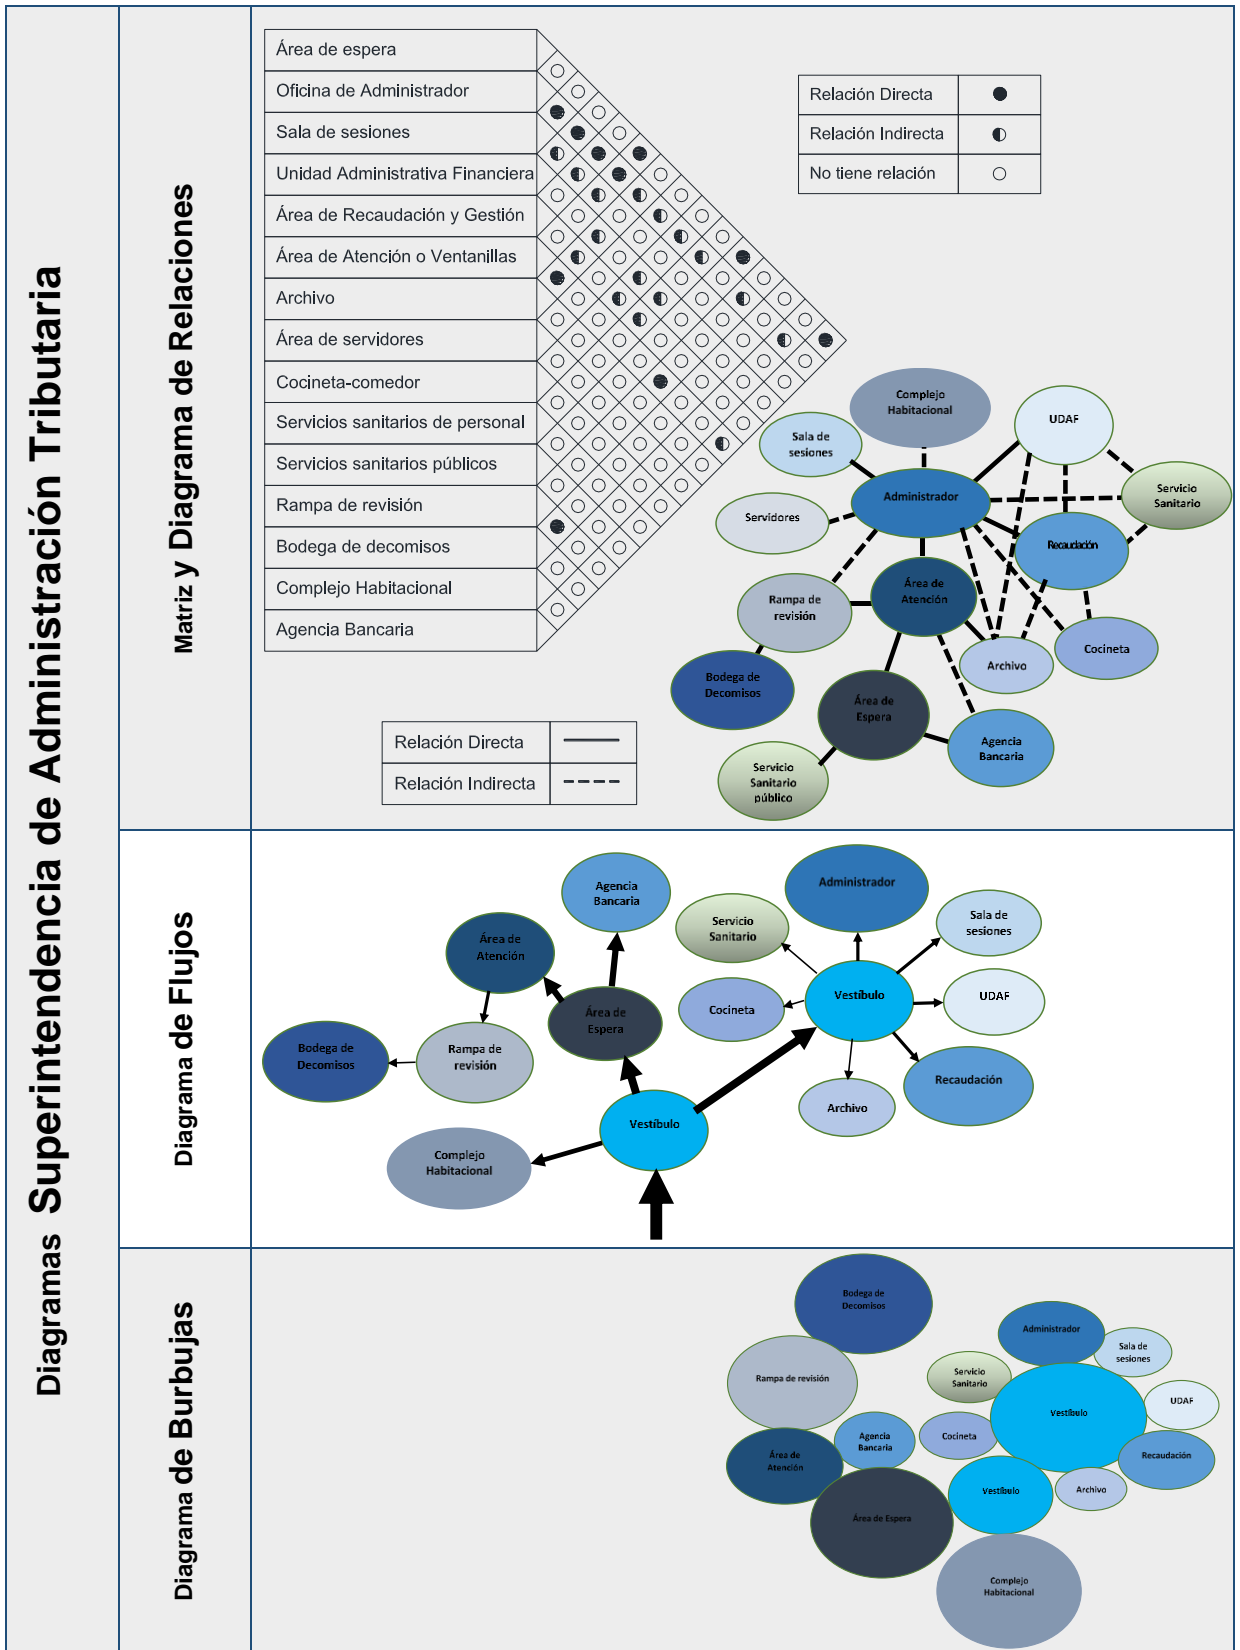 Diagramas Superintendencia de Administración Tributaria
Matriz y Diagrama de Relaciones
Área de espera
Oficina de Administrador
Sala de sesiones
Unidad Administrativa Financiera
Área de Recaudación y Gestión
Área de Atención o Ventanillas
Archivo
Área de servidores
Cocineta-comedor
Servicios sanitarios de personal
Servicios sanitarios públicos
Rampa de revisión
Bodega de decomisos
Complejo Habitacional
Agencia Bancaria
Relación Directa
Relación Indirecta
No tiene relación
Complejo
Habitacional
UDAF
Sala de
sesiones
Administrador
Servicio
Sanitario
Servidores
Recaudación
Área de
Atención
Rampa de
revisión
Cocineta
Archivo
Bodega de
Decomisos
Área de
Espera
Agencia
Bancaria
Servicio
Sanitario
público
Relación Directa
Relación Indirecta
Diagrama de Flujos
Agencia
Bancaria
Administrador
Servicio
Sanitario
Sala de
sesiones
Área de
Atención
Vestíbulo
UDAF
Cocineta
Área de
Espera
Bodega de
Decomisos
Rampa de
revisión
Recaudación
Archivo
Vestíbulo
Complejo
Habitacional
Diagrama de Burbujas
Bodega de
Decomisos
Administrador
Sala de
sesiones
Servicio
Sanitario
Rampa de revisión
UDAF
Vestíbulo
Agencia
Bancaria
Cocineta
Área de
Atención
Recaudación
Vestíbulo
Archivo
Área de Espera
Complejo
Habitacional